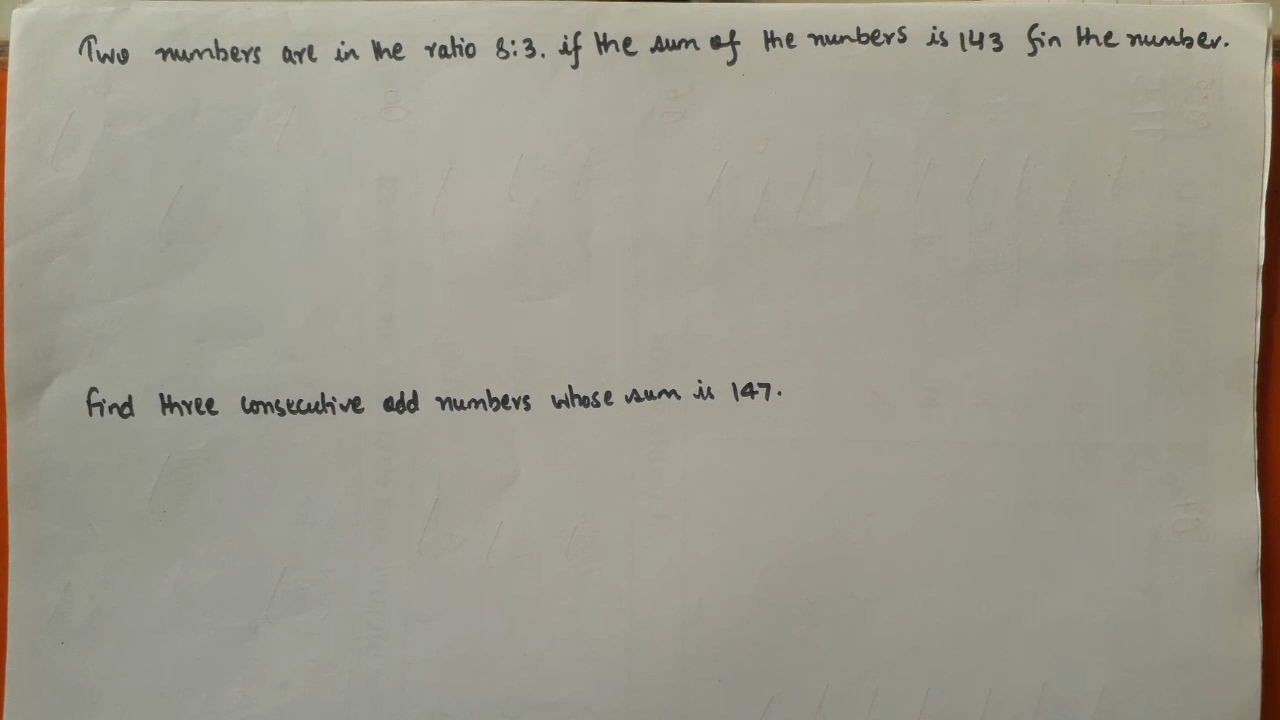 Two numbers are in the ratio 8:3. if the sum of the numbers is 143 fin the number.
find three consecutive odd numbers whose sum is 147.